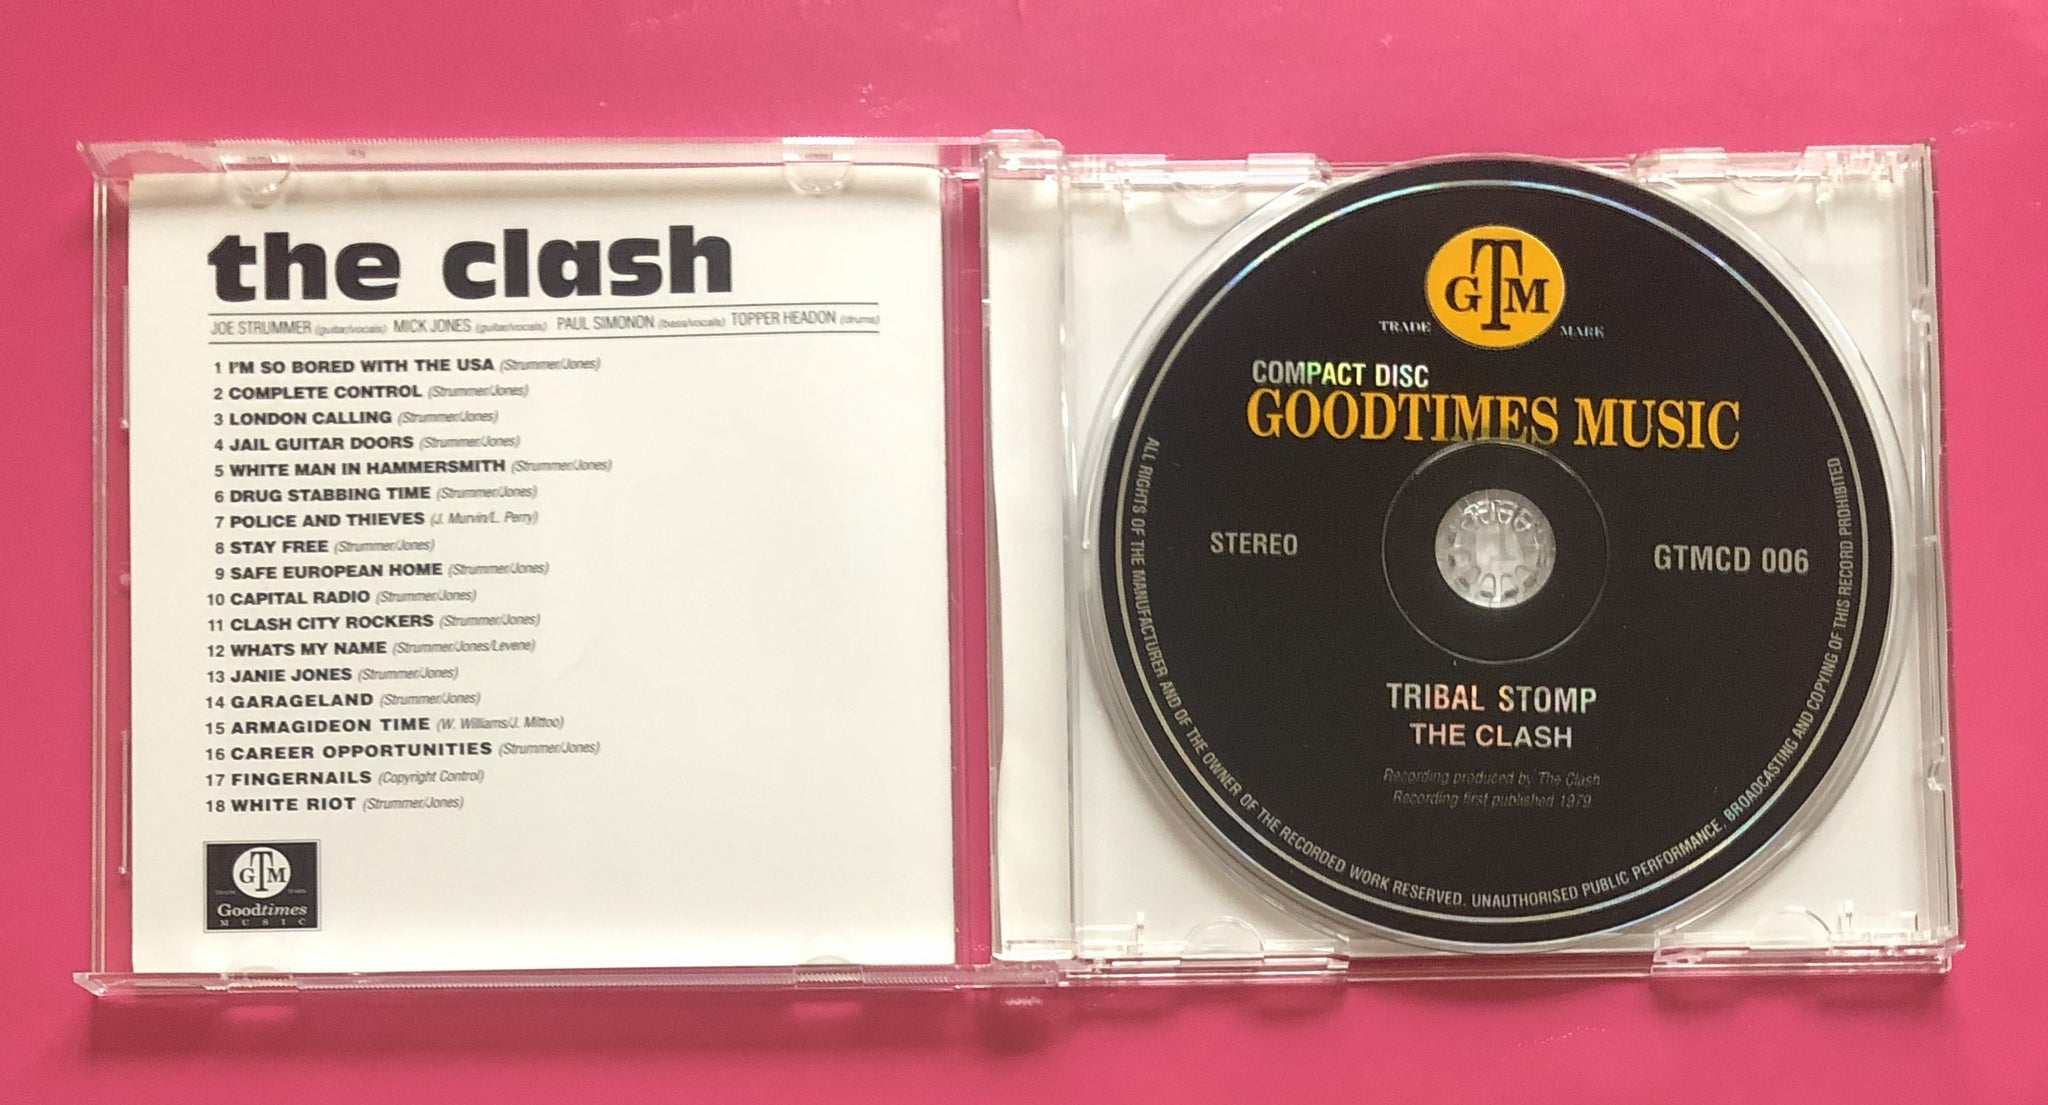 the clash
JOE STRUMMER (guitar/vocals) MICK JONES (guitar/vocals) PAUL SIMONON (bass/vocals) TOPPER HEADON (drums)
1 I'M SO BORED WITH THE USA (Strummer/Jones)
2 COMPLETE CONTROL (Strummer/Jones)
3 LONDON CALLING (Strummer/Jones)
4 JAIL GUITAR DOORS (Strummer/Jones)
5 WHITE MAN IN HAMMERSMITH (Strummer/Jones)
6 DRUG STABBING TIME (Strummer/Jones)
7 POLICE AND THIEVES (J. Murvin/L. Perry)
8 STAY FREE (Strummer/Jones)
9 SAFE EUROPEAN HOME (Strummer/Jones)
10 CAPITAL RADIO (Strummer/Jones)
11 CLASH CITY ROCKERS (Strummer/Jones)
12 WHATS MY NAME (Strummer/Jones/Levene)
13 JANIE JONES (Strummer/Jones)
14 GARAGELAND (Strummer/Jones)
15 ARMAGIDEON TIME (W. Williams/J. Mittoo)
16 CAREER OPPORTUNITIES (Strummer/Jones)
17 FINGERNAILS (Copyright Control)
18 WHITE RIOT (Strummer/Jones)
GTM
TRADE MARK
Goodtimes
MUSIC
GTM
TRADE MARK
COMPACT DISC
GOODTIMES MUSIC
STEREO
GTMCD 006
TRIBAL STOMP
THE CLASH
Recording produced by The Clash
Recording first published 1979
ALL RIGHTS OF THE MANUFACTURER AND OF THE OWNER OF THE RECORDED WORK RESERVED. UNAUTHORISED PUBLIC PERFORMANCE, BROADCASTING AND COPYING OF THIS RECORD PROHIBITED